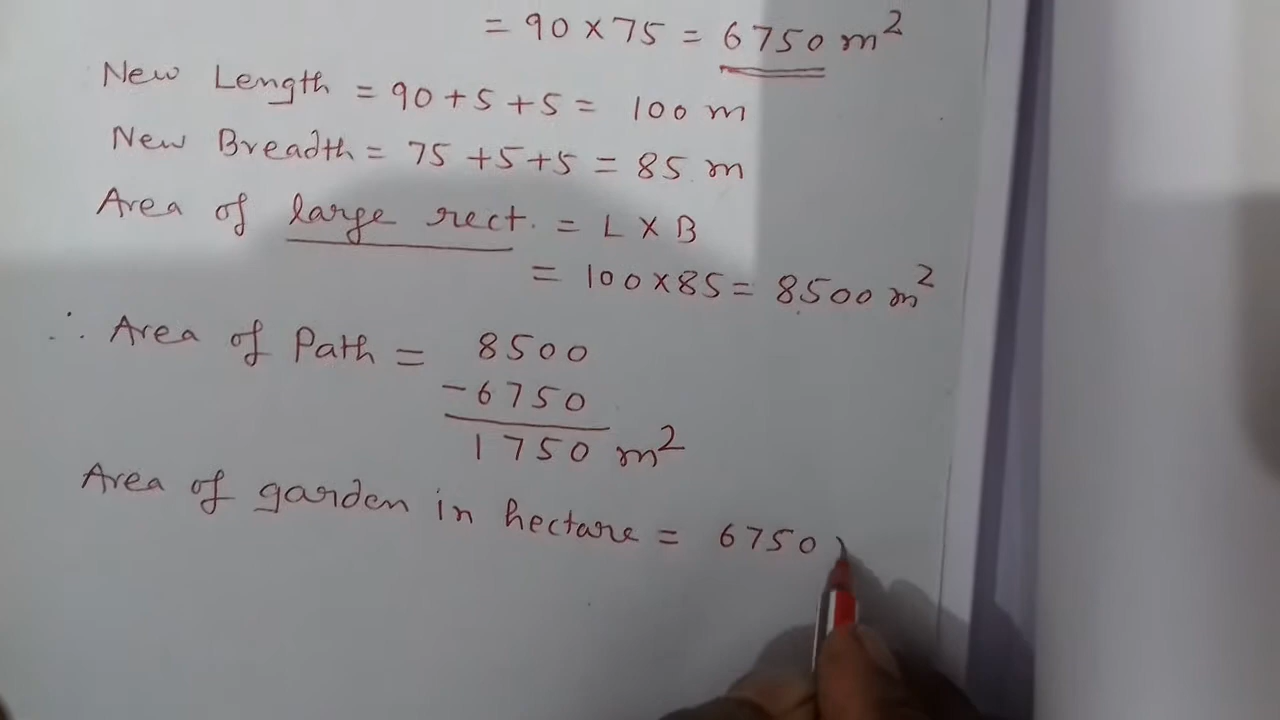 = 90 × 75 = 6750 m²
New Length = 90 + 5 + 5 = 100 m
New Breadth = 75 + 5 + 5 = 85 m
Area of large rect. = L × B
= 100 × 85 = 8500 m²
∴ Area of Path = 8500
- 6750
1750 m²
Area of garden in hectare = 6750